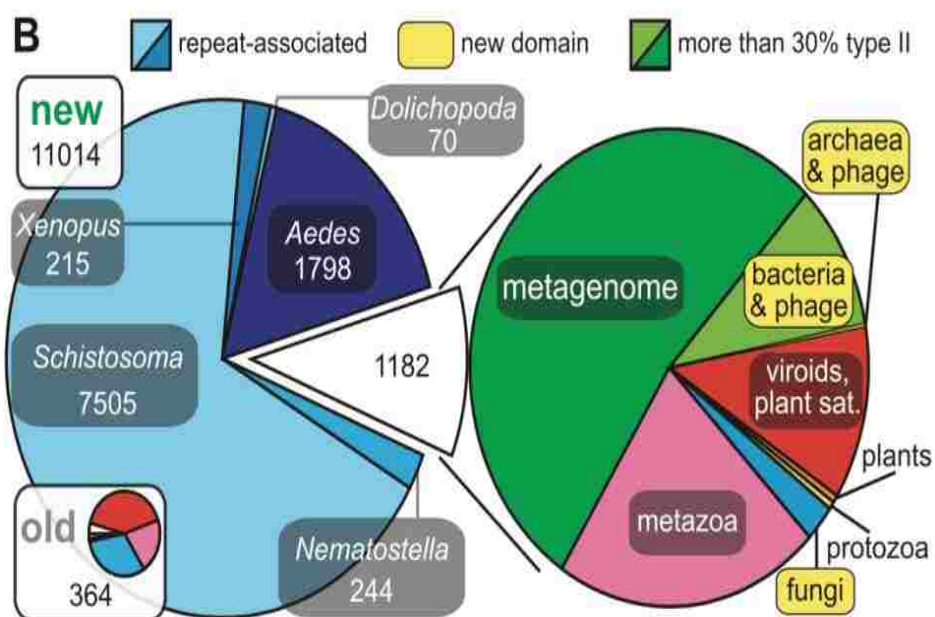 B
repeat-associated
new domain
more than 30% type II
new
11014
Dolichopoda
70
archaea
& phage
Xenopus
215
Aedes
1798
metagenome
bacteria
& phage
Schistosoma
7505
1182
viroids,
plant sat.
plants
old
364
Nematostella
244
metazoa
protozoa
fungi